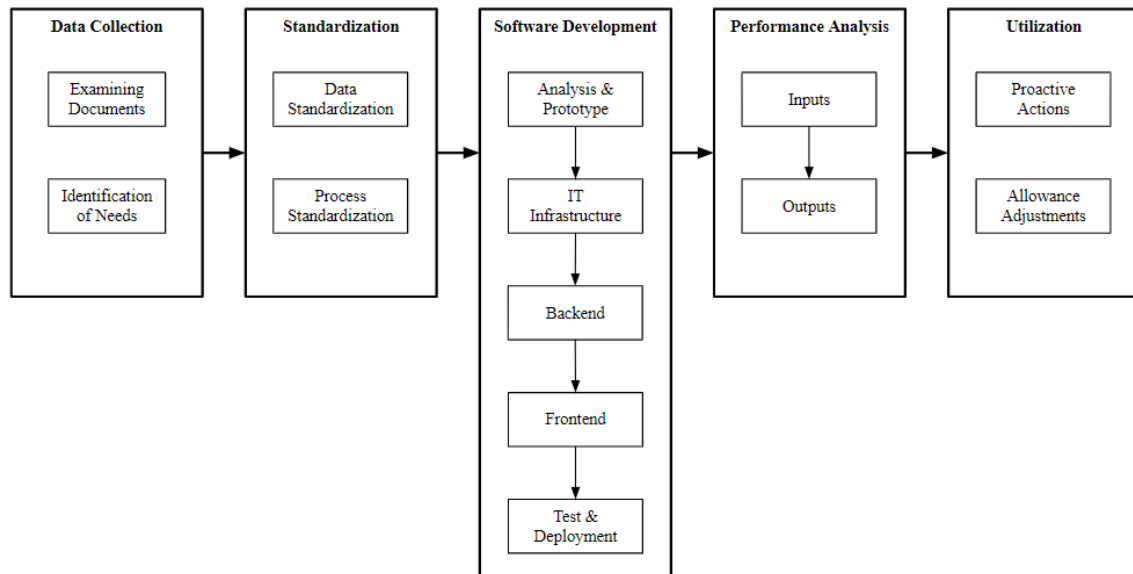 Data Collection
Examining
Documents
Identification
of Needs
Standardization
Data
Standardization
Process
Standardization
Software Development
Analysis &
Prototype
IT
Infrastructure
Backend
Frontend
Test &
Deployment
Performance Analysis
Inputs
Outputs
Utilization
Proactive
Actions
Allowance
Adjustments